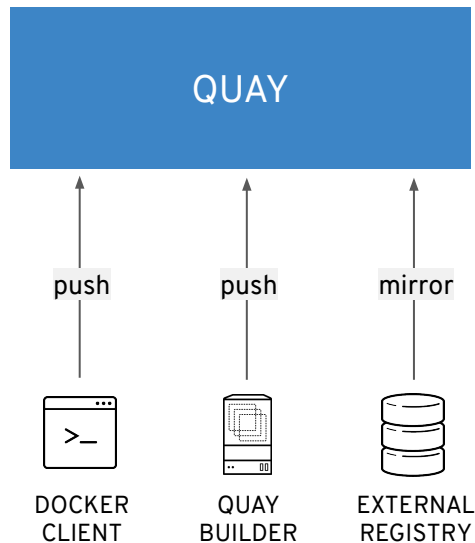 QUAY
push push mirror
>_
DOCKER CLIENT
QUAY BUILDER
EXTERNAL REGISTRY